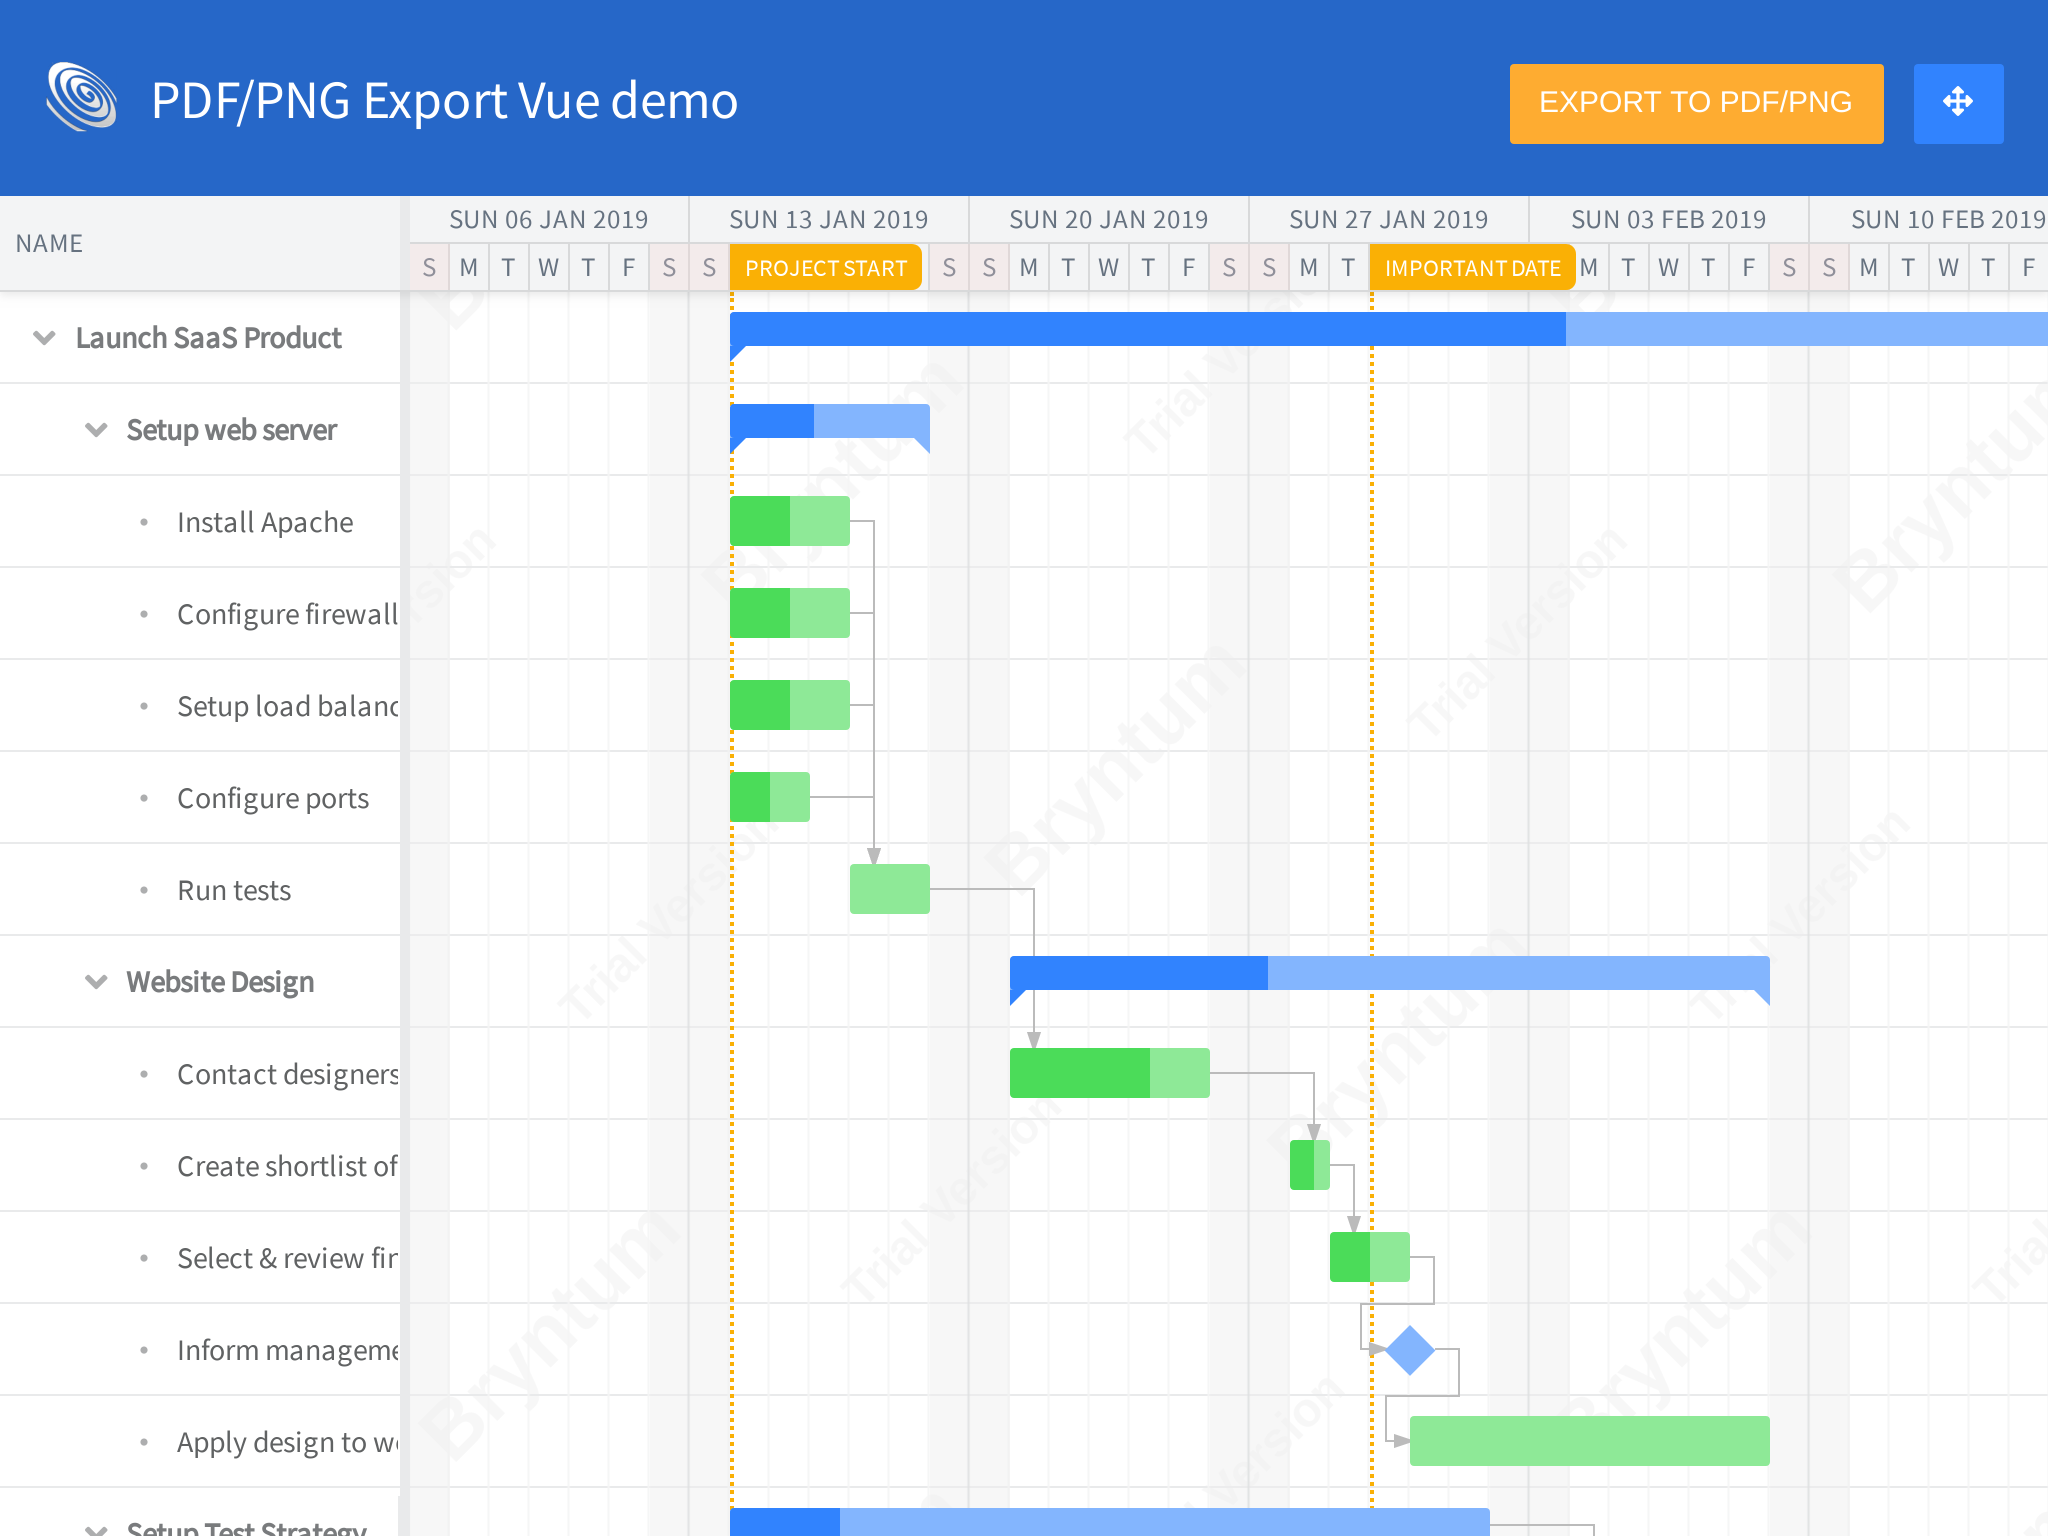 PDF/PNG Export Vue demo
EXPORT TO PDF/PNG
NAME
SUN 06 JAN 2019 SUN 13 JAN 2019 SUN 20 JAN 2019 SUN 27 JAN 2019 SUN 03 FEB 2019 SUN 10 FEB 2019
S M T W T F S S PROJECT START S S M T W T F S S M T IMPORTANT DATE M T W T F S S M T W T F
Launch SaaS Product
Setup web server
Install Apache
Configure firewall
Setup load balanc
Configure ports
Run tests
Website Design
Contact designers
Create shortlist of
Select & review fin
Inform manageme
Apply design to we
Setup Test Strategy
Bryntum
Trial Version